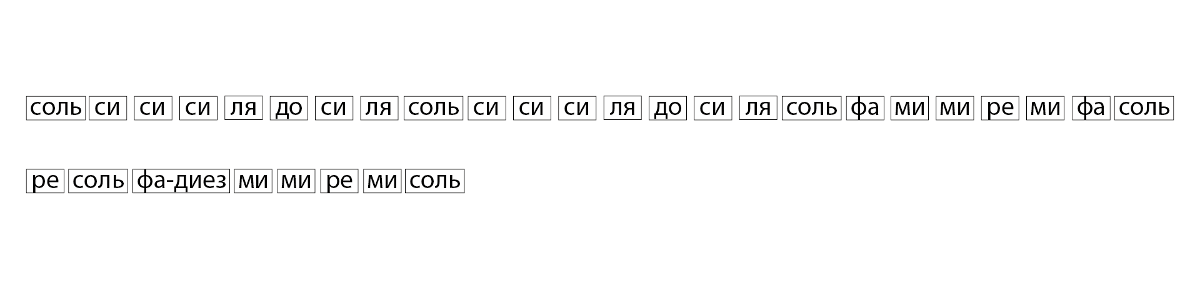 соль си си си ля до си ля соль си си си ля до си ля соль фа ми ми ре ми фа соль
ре соль фа-диез ми ми ре ми соль